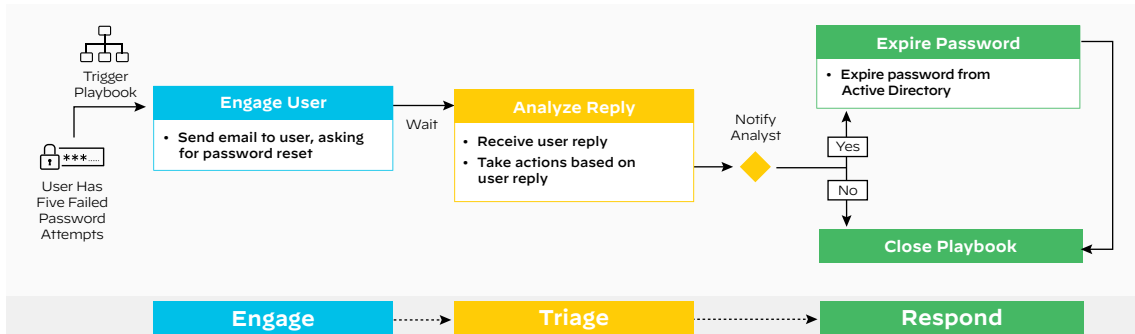 Trigger
Playbook
***.....
User Has
Five Failed
Password
Attempts
Engage User
• Send email to user, asking
for password reset
Wait
Analyze Reply
• Receive user reply
• Take actions based on
user reply
Notify
Analyst
Yes
No
Expire Password
• Expire password from
Active Directory
Close Playbook
Engage
Triage
Respond